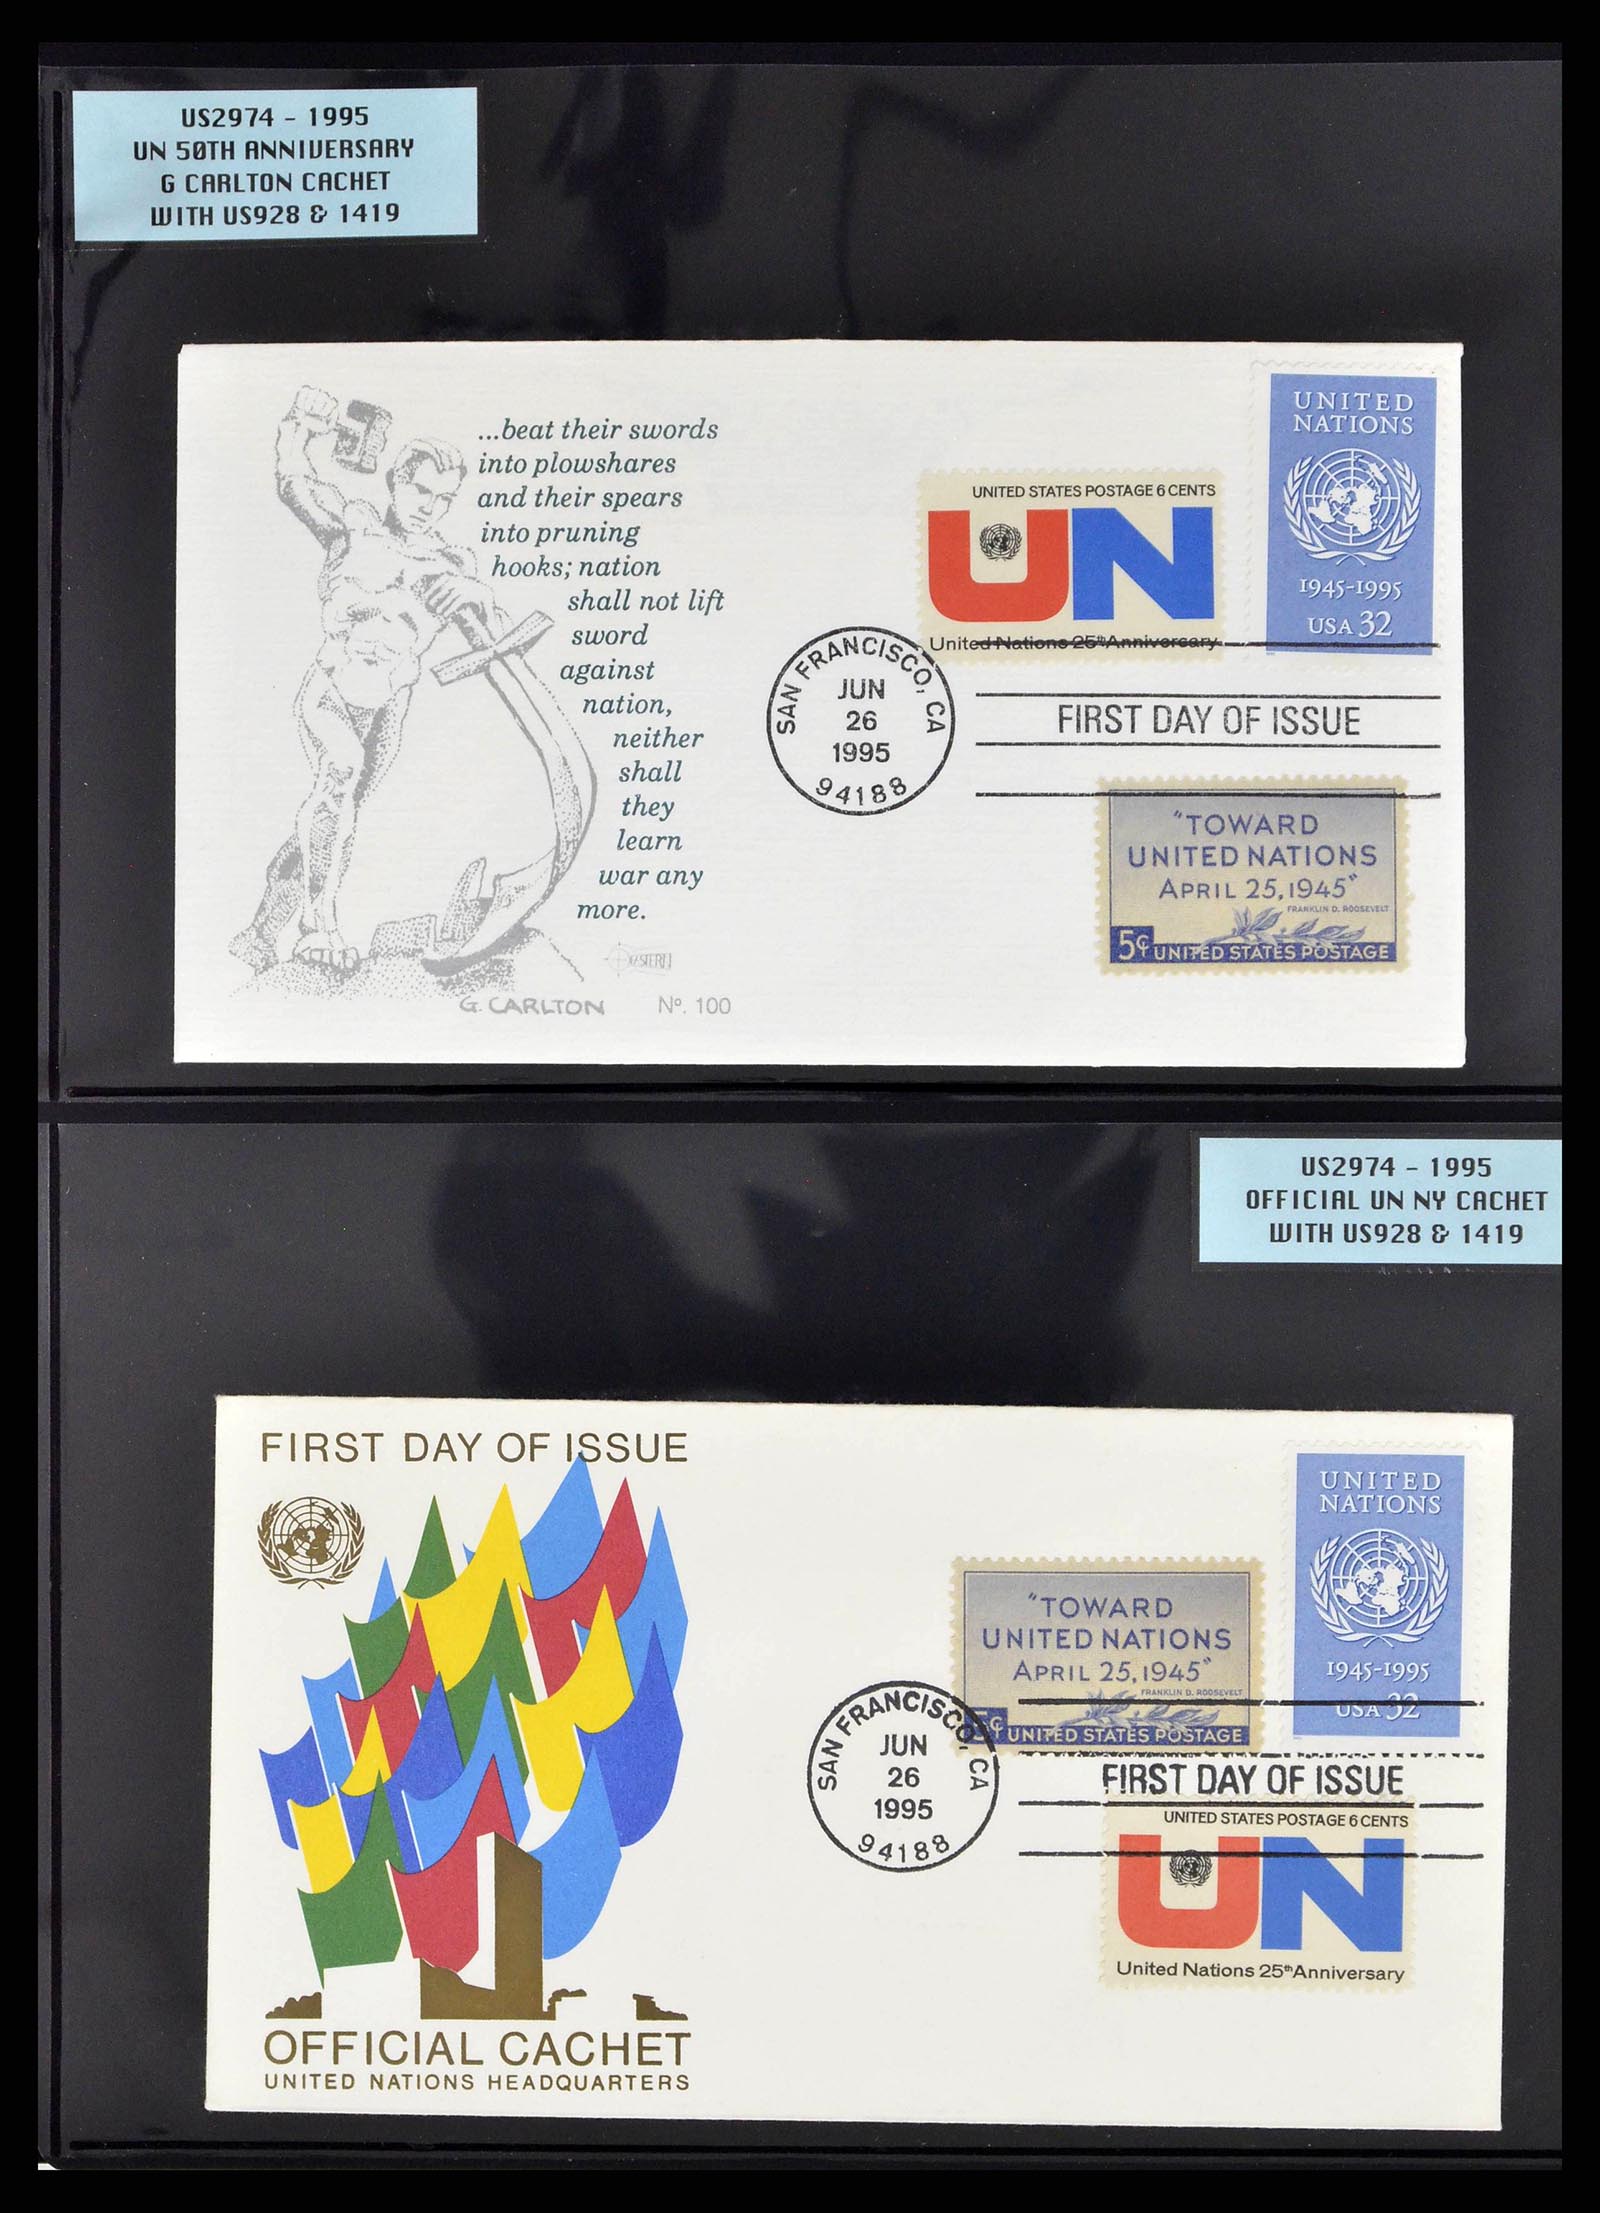 US2974 - 1995
UN 50TH ANNIVERSARY
G CARLTON CACHET
WITH US928 & 1419
...beat their swords
into plowshares
and their spears
into pruning
hooks; nation
shall not lift
sword
against
nation,
neither
shall
they
learn
war any
more.
G. CARLTON
Nº. 100
UNITED STATES POSTAGE 6 CENTS
UN
United Nations 25th Anniversary
UNITED
NATIONS
1945-1995
USA 32
SAN FRANCISCO, CA
JUN
26
1995
94188
FIRST DAY OF ISSUE
"TOWARD
UNITED NATIONS
APRIL 25, 1945"
FRANKLIN D. ROOSEVELT
5¢ UNITED STATES POSTAGE
US2974 - 1995
OFFICIAL UN NY CACHET
WITH US928 & 1419
FIRST DAY OF ISSUE
OFFICIAL CACHET
UNITED NATIONS HEADQUARTERS
UNITED
NATIONS
1945-1995
USA 32
"TOWARD
UNITED NATIONS
APRIL 25, 1945"
FRANKLIN D. ROOSEVELT
5¢ UNITED STATES POSTAGE
SAN FRANCISCO, CA
JUN
26
1995
94188
FIRST DAY OF ISSUE
UNITED STATES POSTAGE 6 CENTS
UN
United Nations 25th Anniversary